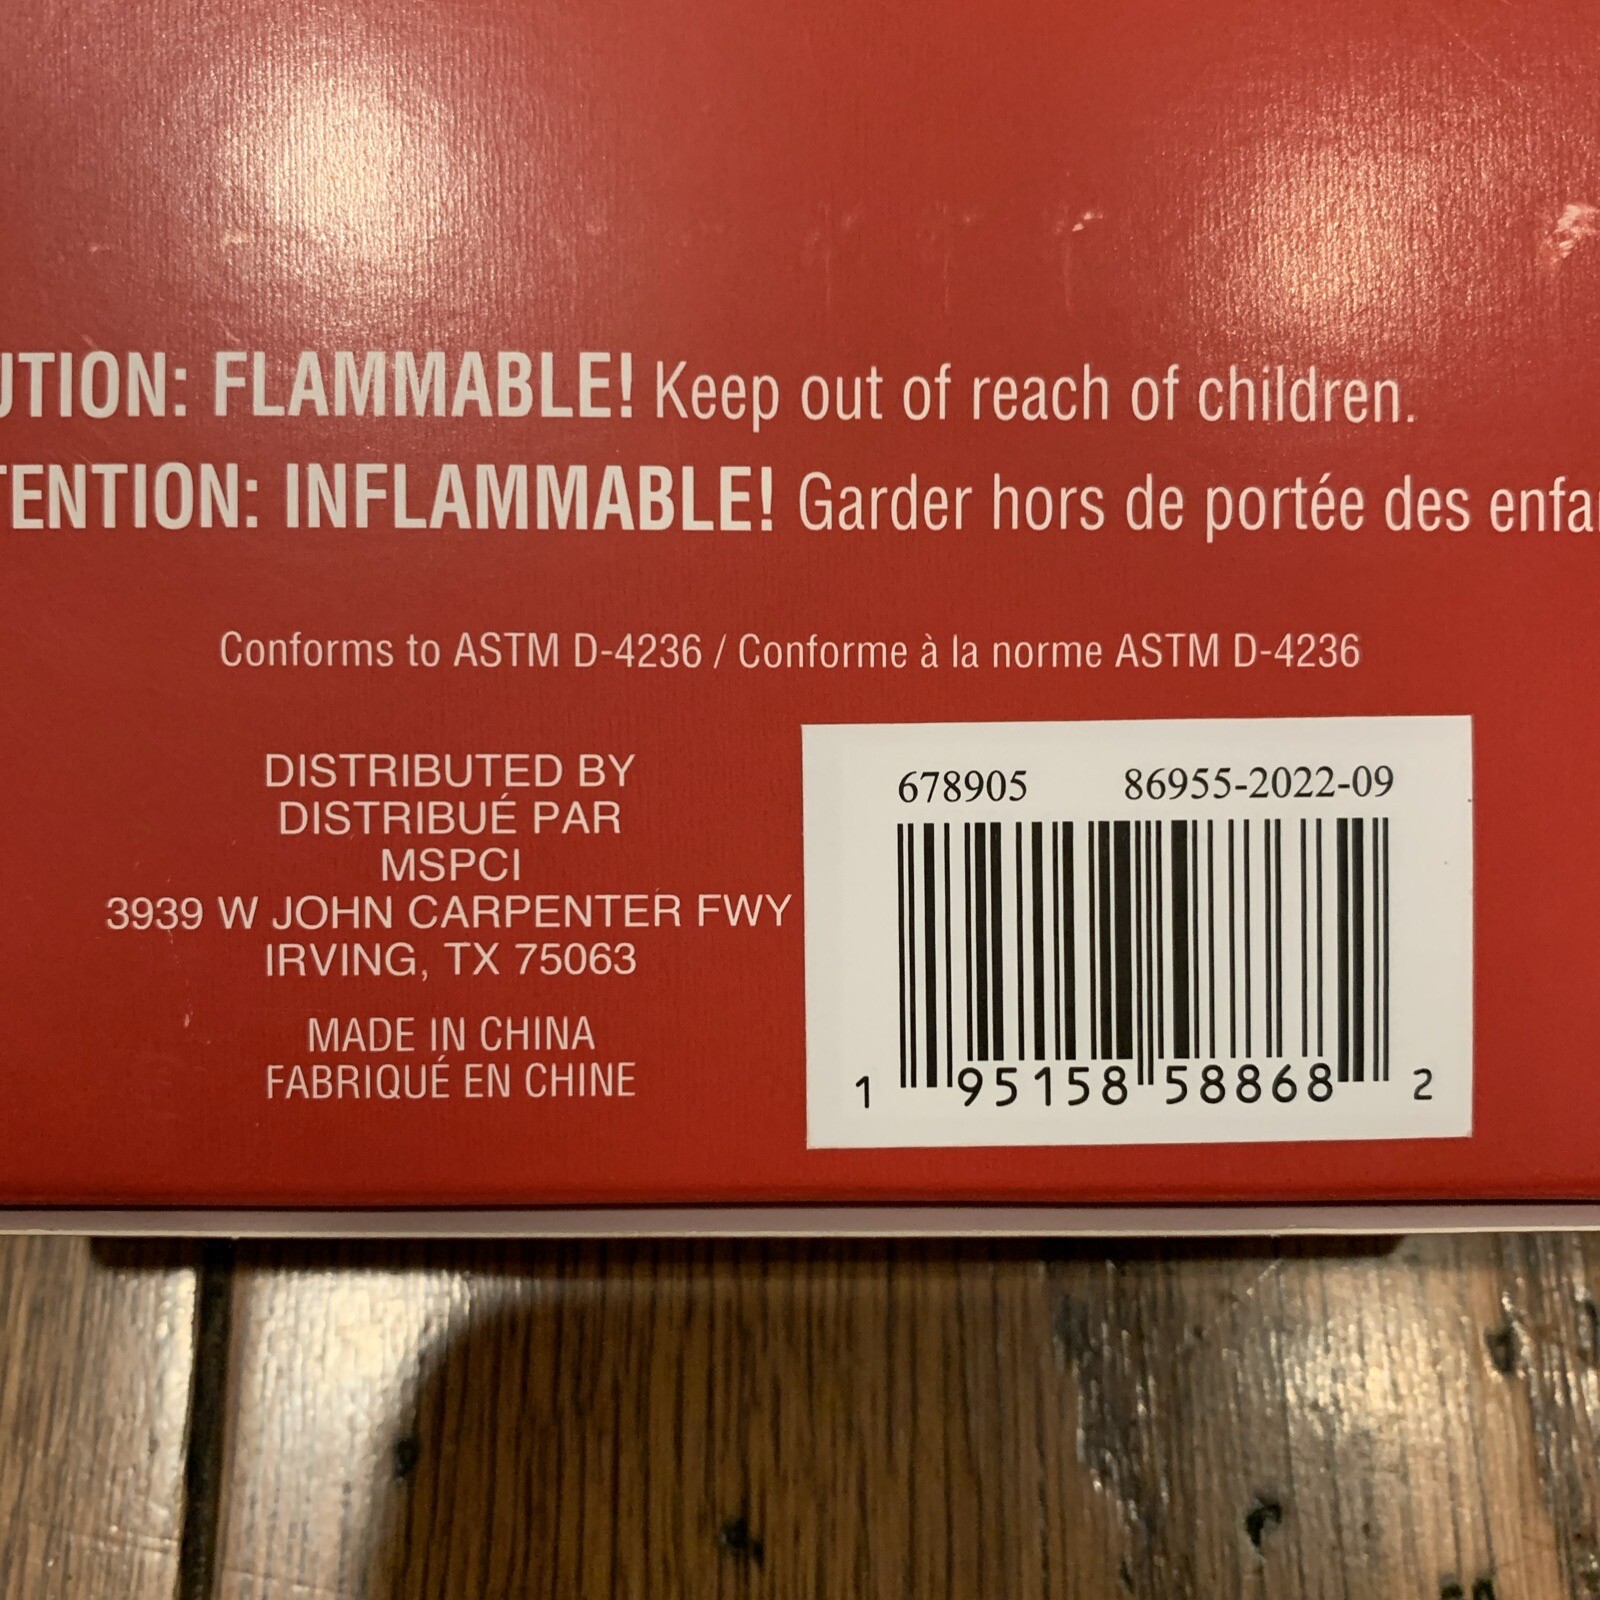 UTION: FLAMMABLE! Keep out of reach of children.
TENTION: INFLAMMABLE! Garder hors de portée des enfan
Conforms to ASTM D-4236 / Conforme à la norme ASTM D-4236
DISTRIBUTED BY
DISTRIBUÉ PAR
MSPCI
3939 W JOHN CARPENTER FWY
IRVING, TX 75063
MADE IN CHINA
FABRIQUÉ EN CHINE
678905 86955-2022-09
1 95158 58868 2